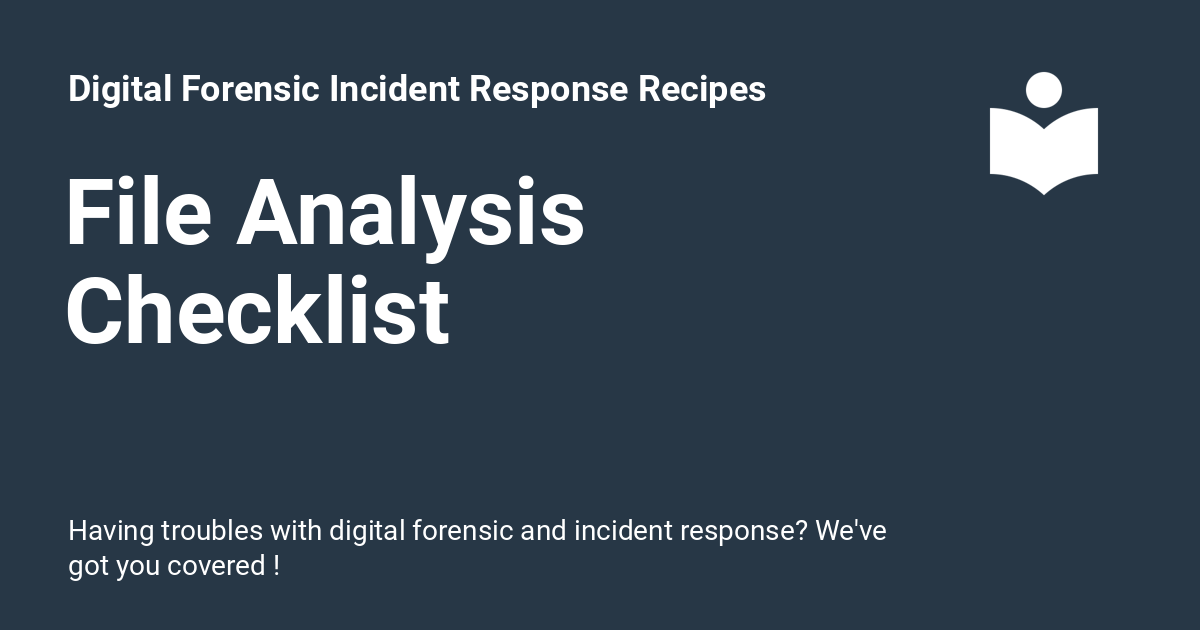 Digital Forensic Incident Response Recipes
File Analysis
Checklist
Having troubles with digital forensic and incident response? We've
got you covered !